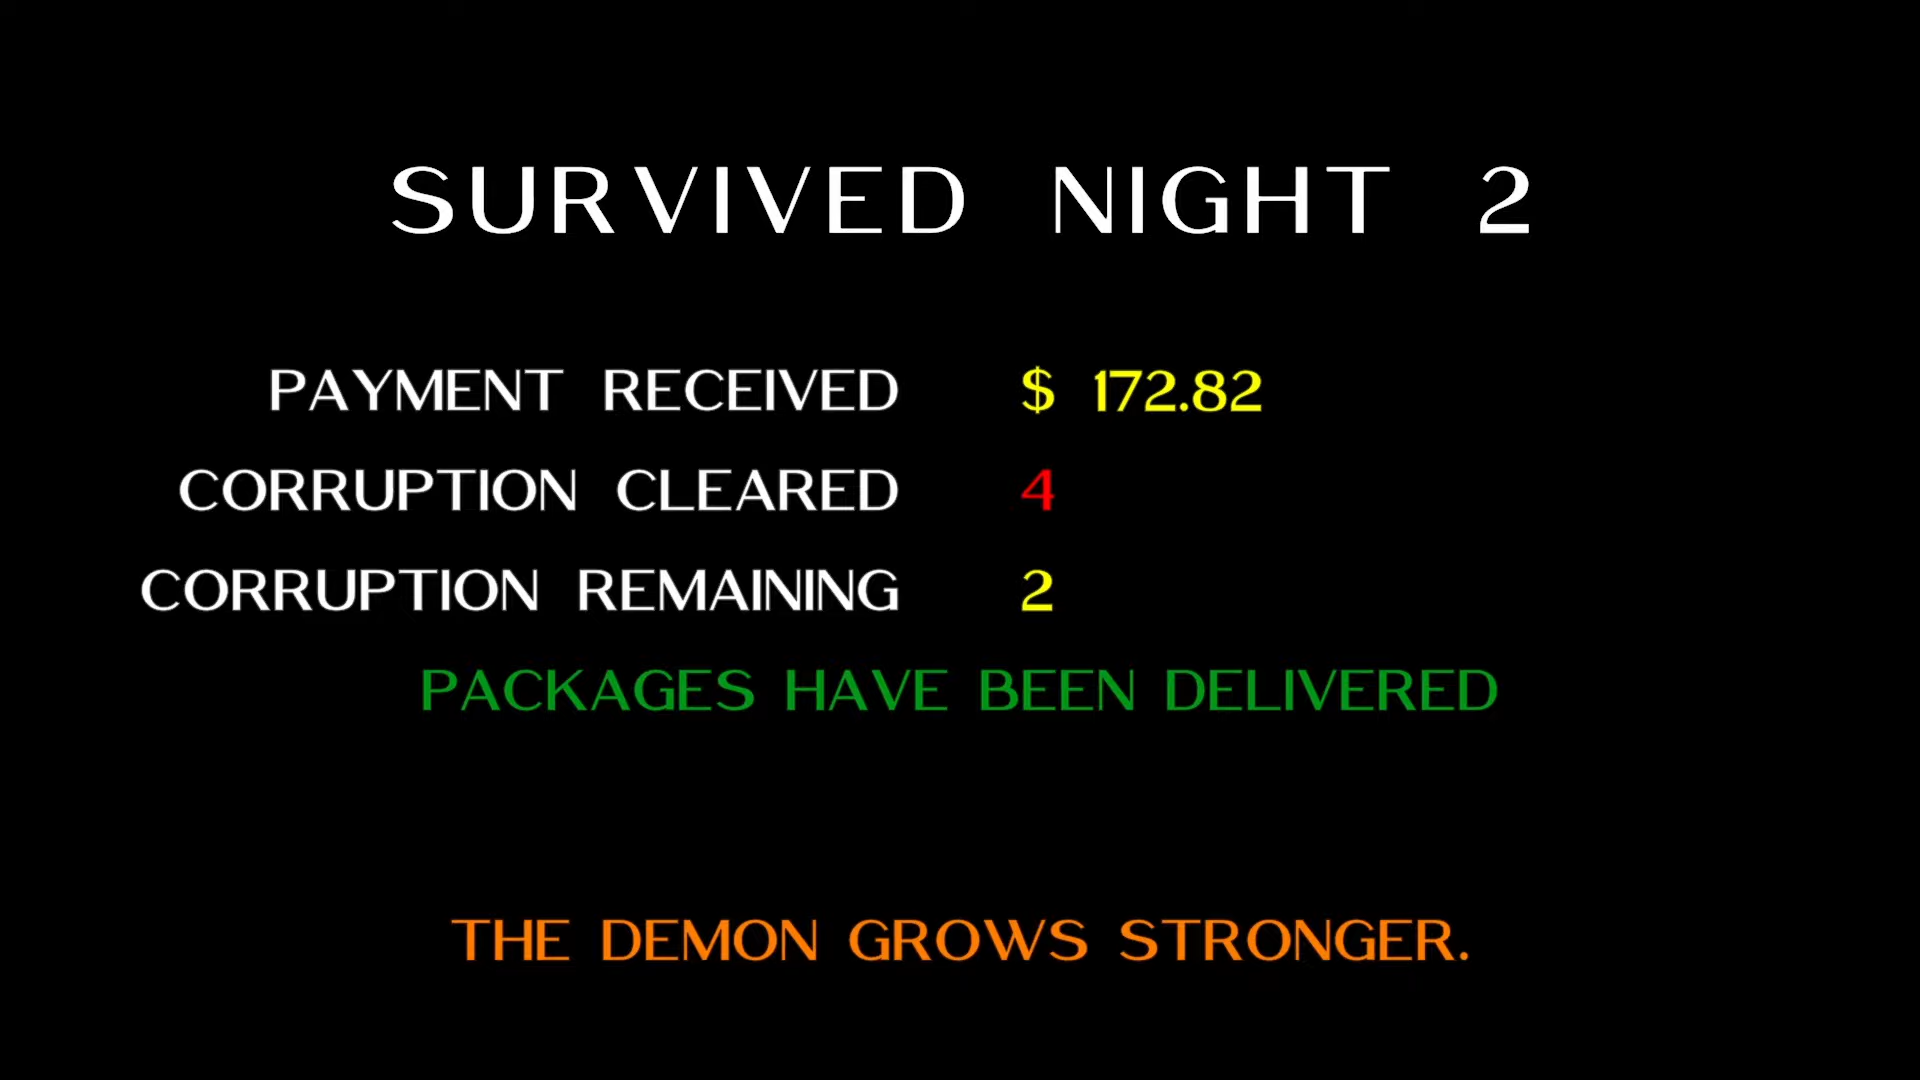 SURVIVED NIGHT 2
PAYMENT RECEIVED $ 172.82
CORRUPTION CLEARED 4
CORRUPTION REMAINING 2
PACKAGES HAVE BEEN DELIVERED
THE DEMON GROWS STRONGER.